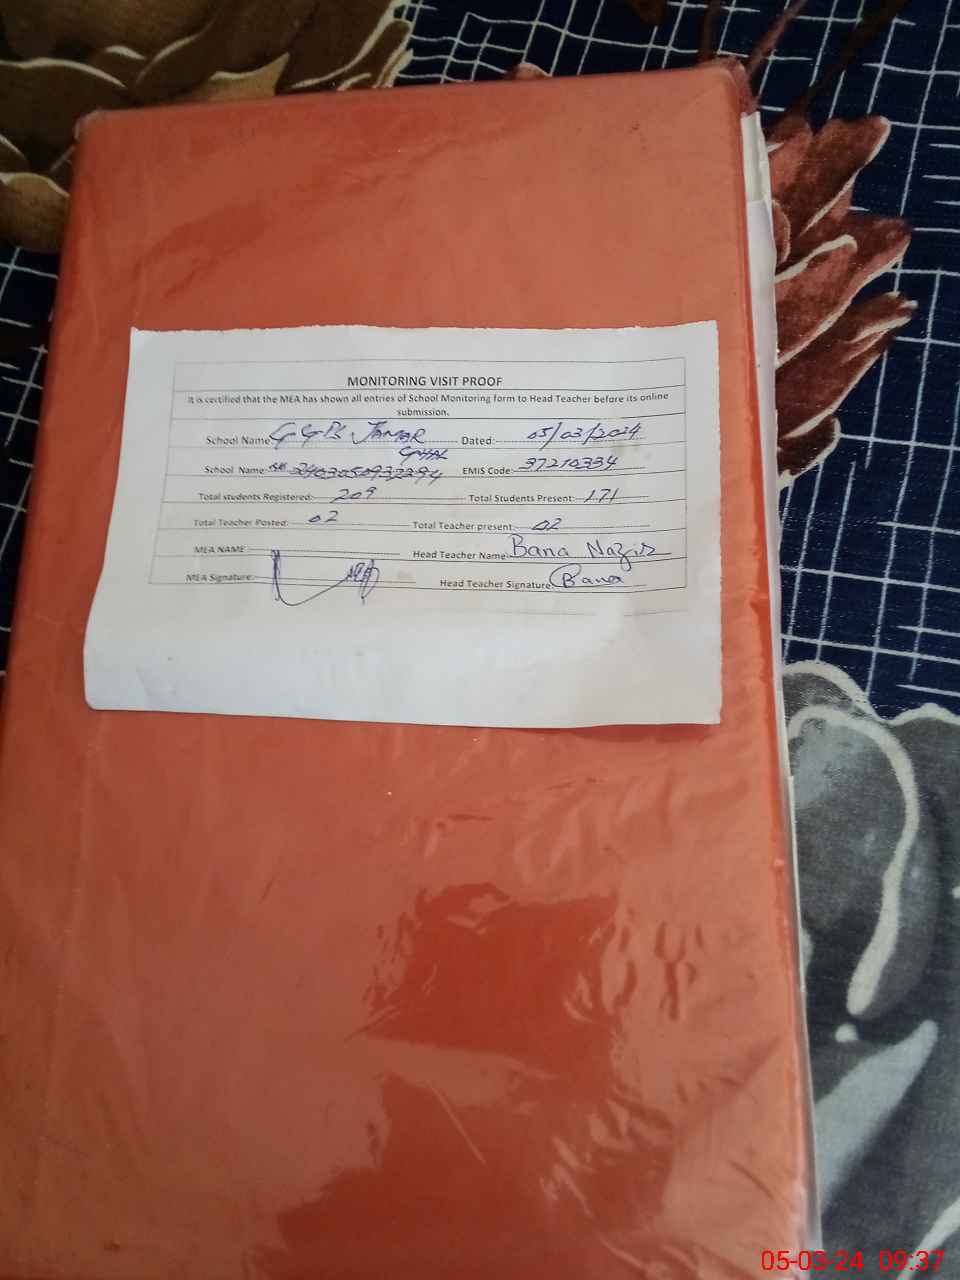 MONITORING VISIT PROOF
It is certified that the MEA has shown all entries of School Monitoring form to Head Teacher before its online
submission.
School Name GGPS JAMAR Dated: 05/03/2024
GHAL
School Name: EMIS Code: 37210334
Total students Registered: 209 Total Students Present: 171
Total Teacher Posted: 02 Total Teacher present: 02
MEA NAME Head Teacher Name: Bana Nazir
MEA Signature: Head Teacher Signature: Bana
05-03-24 09:37